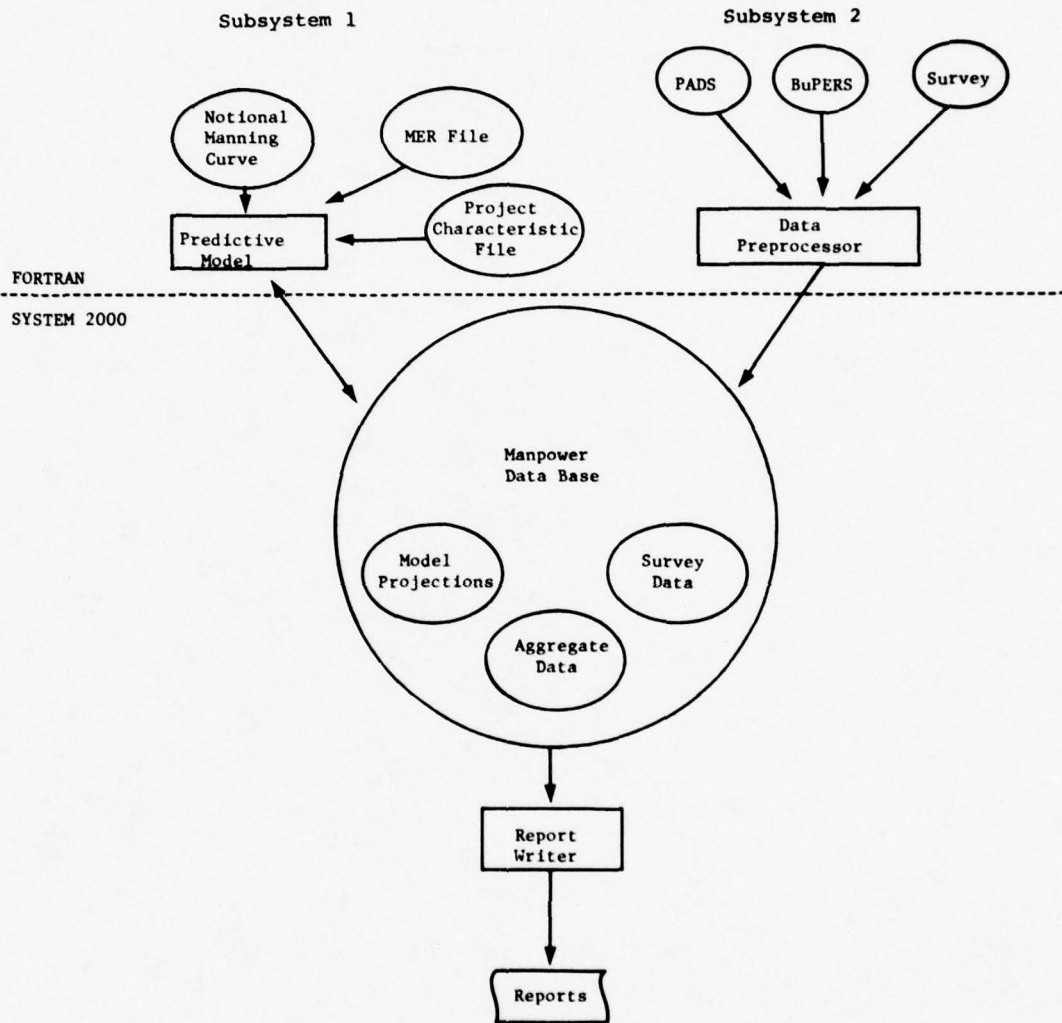 Subsystem 1
Subsystem 2
PADS
BuPERS
Survey
Notional
Manning
Curve
MER File
Project
Characteristic
File
Predictive
Model
Data
Preprocessor
FORTRAN
SYSTEM 2000
Manpower
Data Base
Model
Projections
Survey
Data
Aggregate
Data
Report
Writer
Reports